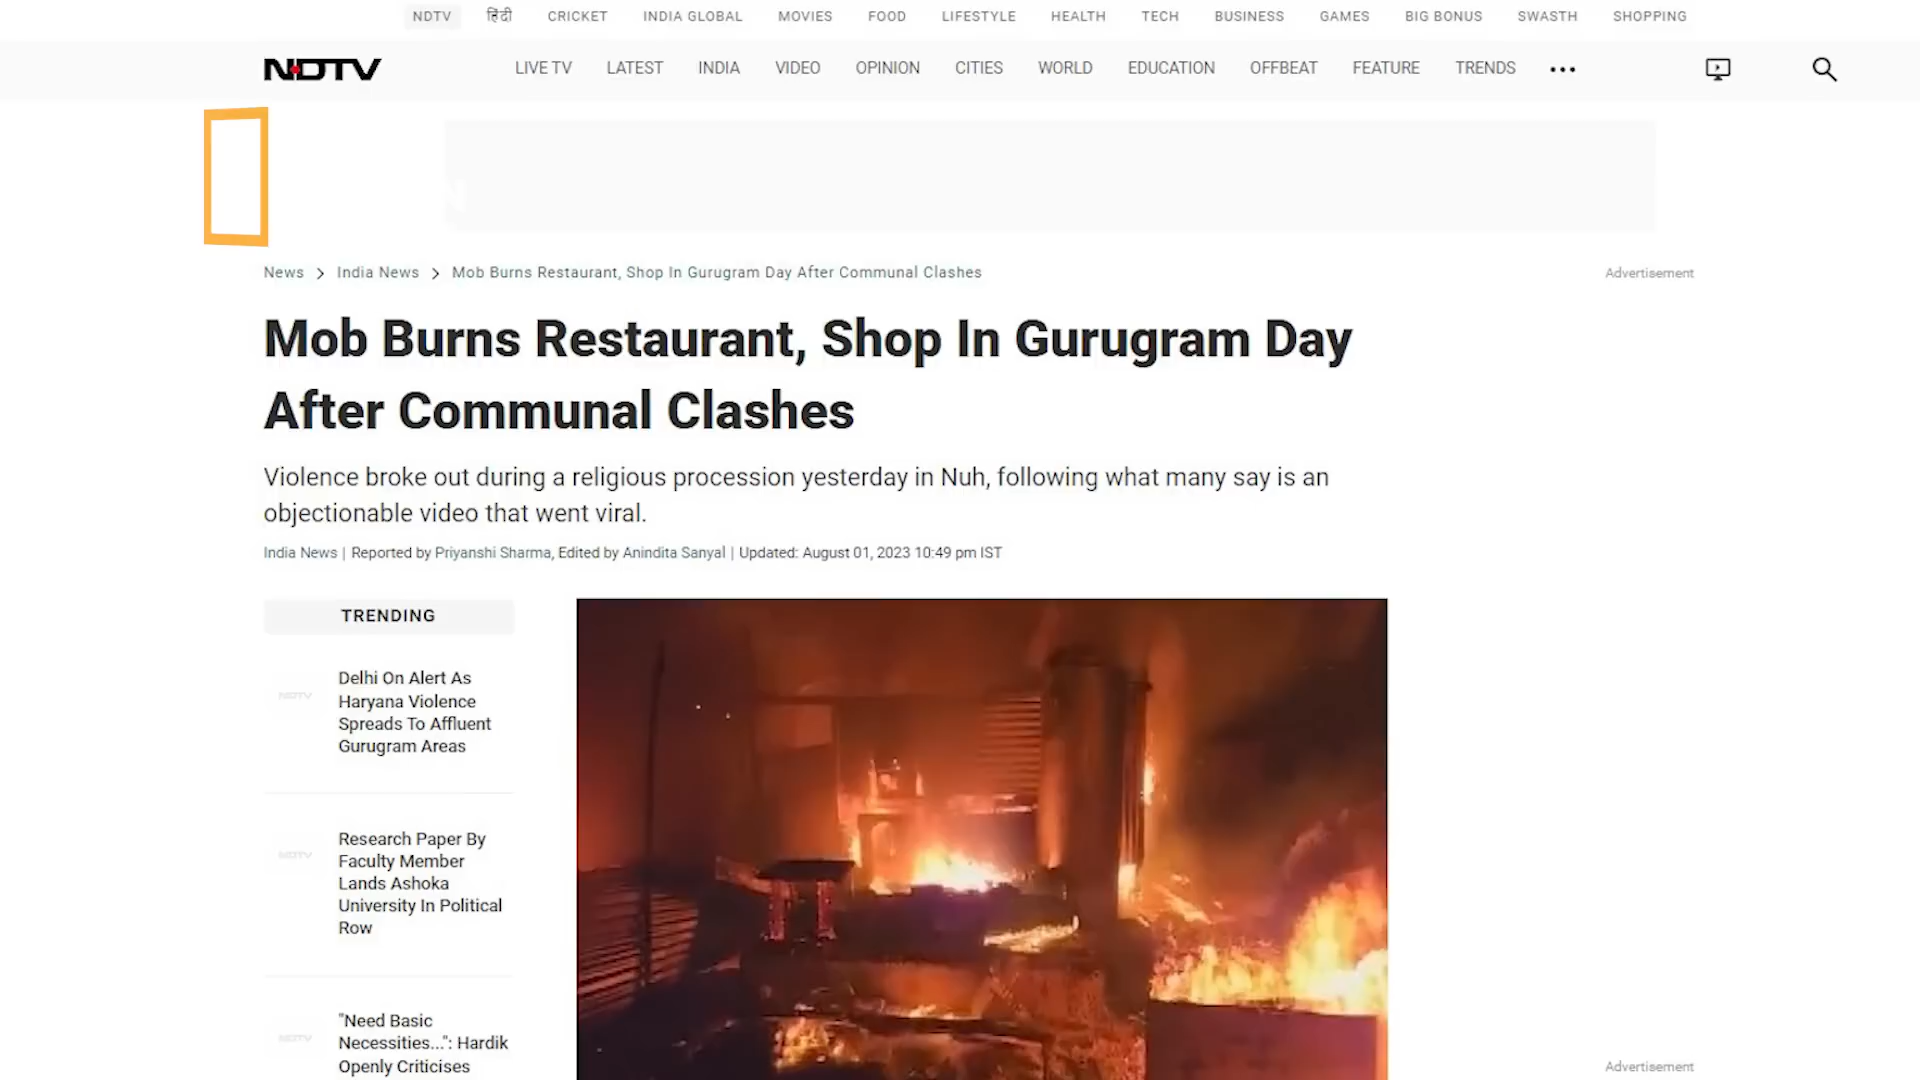 NDTV हिंदी CRICKET INDIA GLOBAL MOVIES FOOD LIFESTYLE HEALTH TECH BUSINESS GAMES BIG BONUS SWASTH SHOPPING
NDTV LIVE TV LATEST INDIA VIDEO OPINION CITIES WORLD EDUCATION OFFBEAT FEATURE TRENDS
News > India News > Mob Burns Restaurant, Shop In Gurugram Day After Communal Clashes
Advertisement
Mob Burns Restaurant, Shop In Gurugram Day
After Communal Clashes
Violence broke out during a religious procession yesterday in Nuh, following what many say is an
objectionable video that went viral.
India News | Reported by Priyanshi Sharma, Edited by Anindita Sanyal | Updated: August 01, 2023 10:49 pm IST
TRENDING
NDTV
Delhi On Alert As
Haryana Violence
Spreads To Affluent
Gurugram Areas
NDTV
Research Paper By
Faculty Member
Lands Ashoka
University In Political
Row
NDTV
"Need Basic
Necessities...": Hardik
Openly Criticises
Advertisement